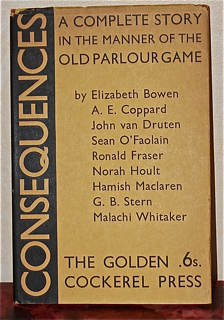 CONSEQUENCES
A COMPLETE STORY
IN THE MANNER OF THE
OLD PARLOUR GAME
by Elizabeth Bowen
A. E. Coppard
John van Druten
Sean O'Faolain
Ronald Fraser
Norah Hoult
Hamish Maclaren
G. B. Stern
Malachi Whitaker
THE GOLDEN .6s.
COCKEREL PRESS